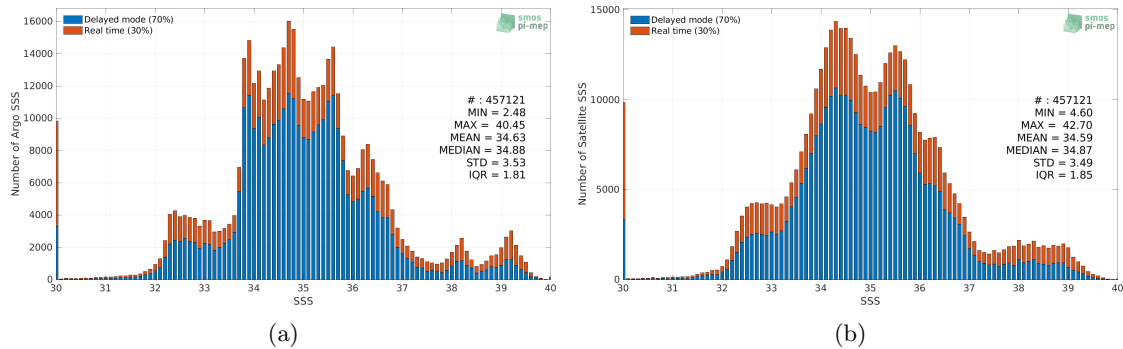 Delayed mode (70%)
Real time (30%)
smos
pi-mep
# : 457121
MIN = 2.48
MAX = 40.45
MEAN = 34.63
MEDIAN = 34.88
STD = 3.53
IQR = 1.81
Number of Argo SSS
16000
14000
12000
10000
8000
6000
4000
2000
0
30 31 32 33 34 35 36 37 38 39 40
SSS
(a)
Delayed mode (70%)
Real time (30%)
smos
pi-mep
# : 457121
MIN = 4.60
MAX = 42.70
MEAN = 34.59
MEDIAN = 34.87
STD = 3.49
IQR = 1.85
Number of Satellite SSS
15000
10000
5000
0
30 31 32 33 34 35 36 37 38 39 40
SSS
(b)